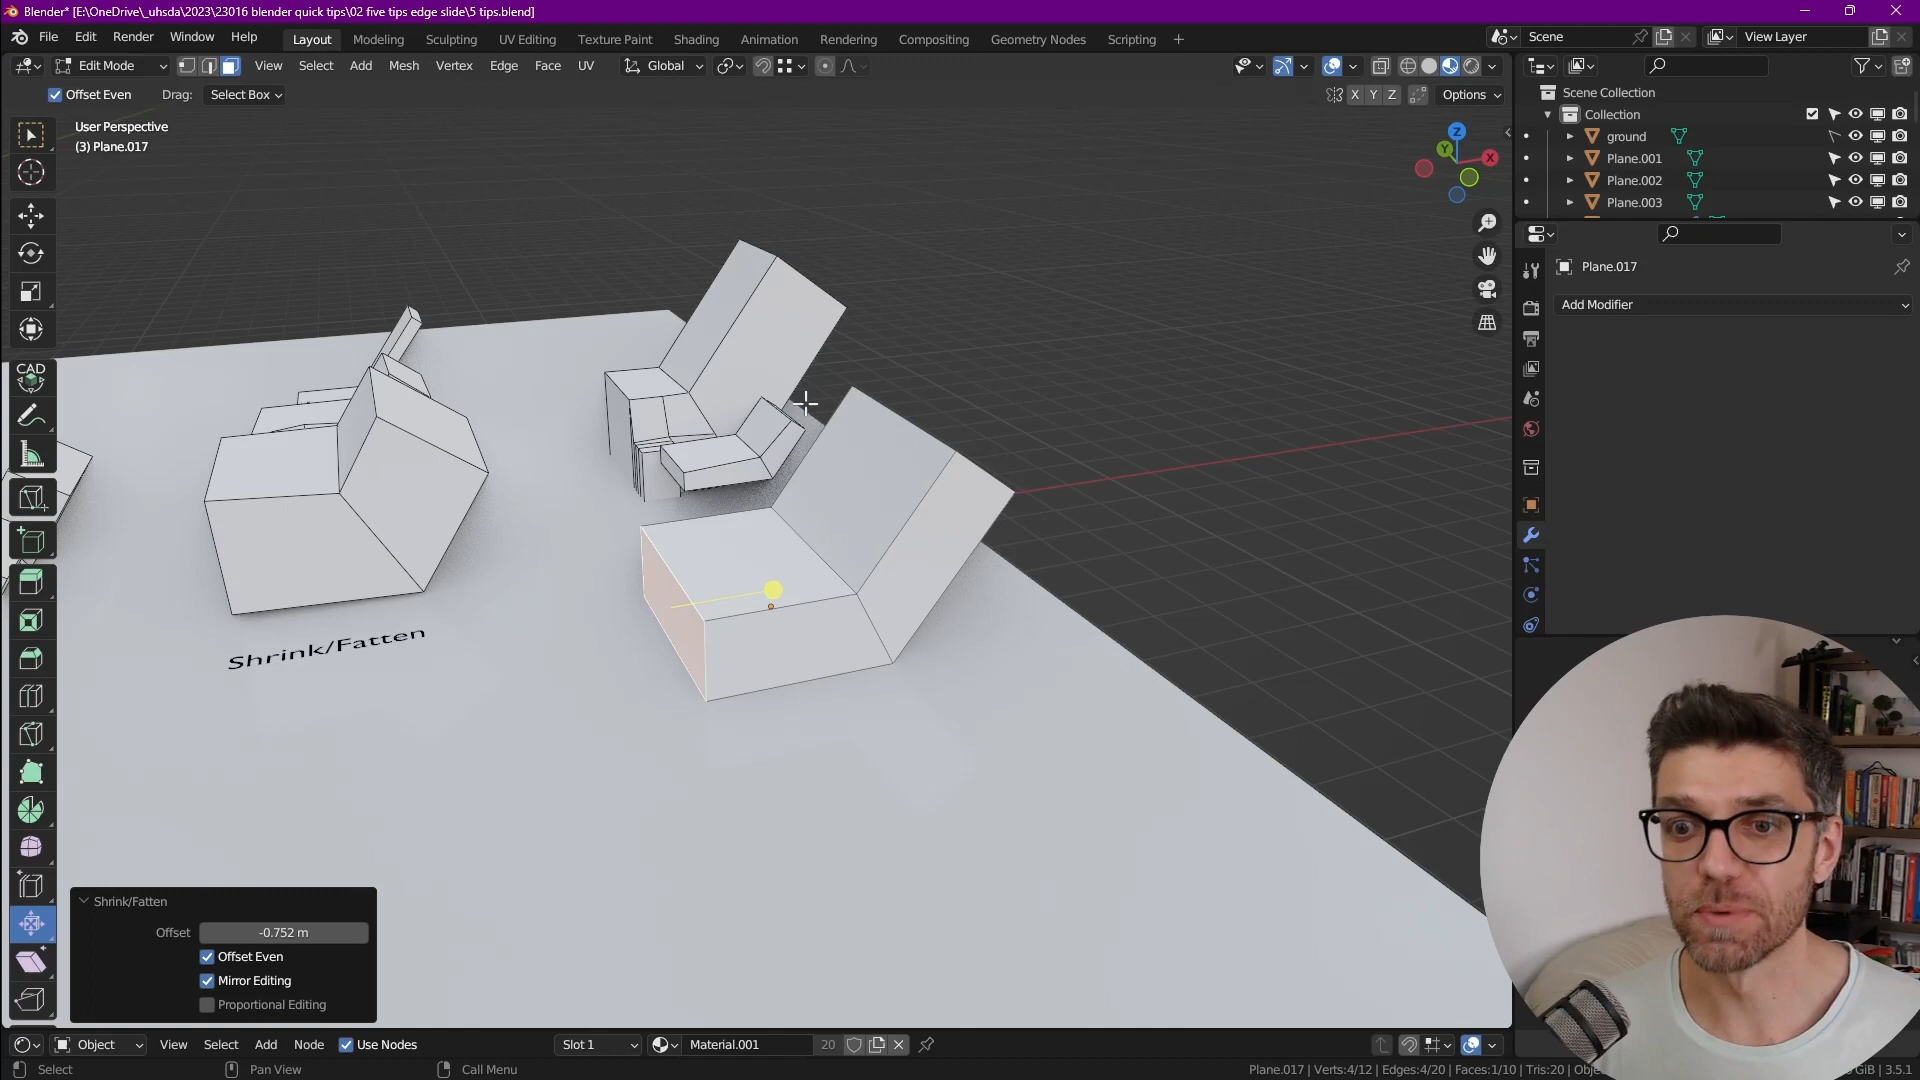 Blender* [E:\OneDrive\_uhsda\2023\23016 blender quick tips\02 five tips edge slide\5 tips.blend]
File Edit Render Window Help Layout Modeling Sculpting UV Editing Texture Paint Shading Animation Rendering Compositing Geometry Nodes Scripting + Scene View Layer
Edit Mode View Select Add Mesh Vertex Edge Face UV Global
Offset Even Drag: Select Box X Y Z Options
User Perspective
(3) Plane.017
Z
Y
X
Scene Collection
Collection
ground
Plane.001
Plane.002
Plane.003
Plane.017
Add Modifier
CAD
Shrink/Fatten
Shrink/Fatten
Offset -0.752 m
Offset Even
Mirror Editing
Proportional Editing
Object View Select Add Node Use Nodes Slot 1 Material.001 20
Select Pan View Call Menu Plane.017 | Verts:4/12 | Edges:4/20 | Faces:1/10 | Tris:20 | GiB | 3.5.1